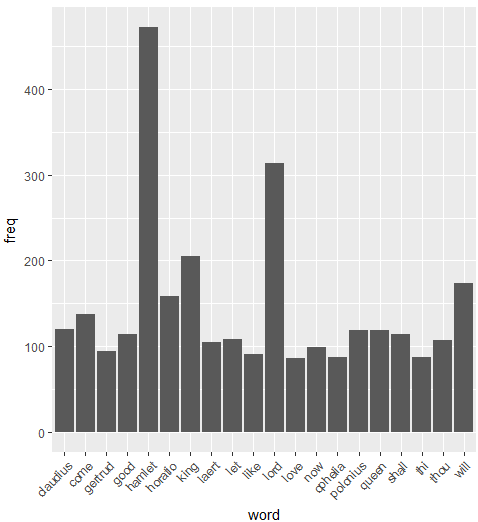 freq
400
300
200
100
0
claudius
come
gertrud
good
hamlet
horatio
king
laert
let
like
lord
love
now
ophelia
polonius
queen
shall
thi
thou
will
word